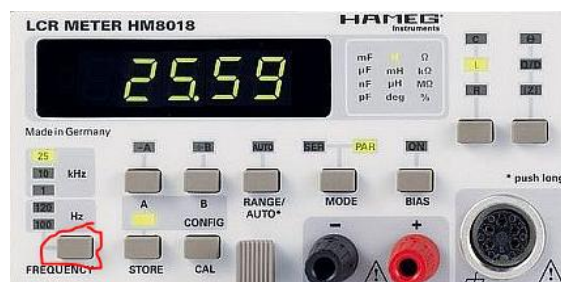 LCR METER HM8018
HAMEG
Instruments
25.59
mF H Ω
µF mH kΩ
nF µH MΩ
pF deg %
C
L
R
Made in Germany
25
10 kHz
1
120 Hz
100
AUTO
SER PAR
ON
A
B
RANGE/
AUTO*
MODE
BIAS
* push long
CONFIG
FREQUENCY
STORE
CAL
- +